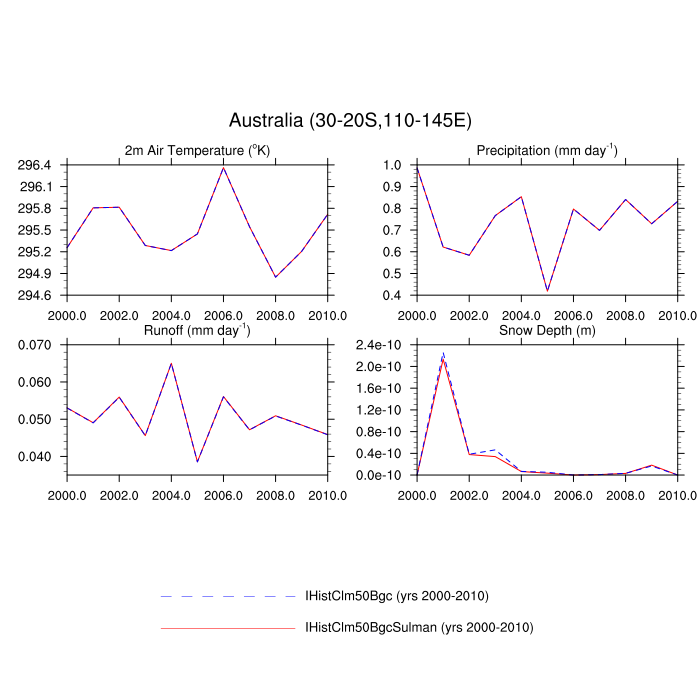 Australia (30-20S,110-145E)
2m Air Temperature (°K)
296.4
296.1
295.8
295.5
295.2
294.9
294.6
2000.0 2002.0 2004.0 2006.0 2008.0 2010.0
Precipitation (mm day-1)
1.0
0.9
0.8
0.7
0.6
0.5
0.4
2000.0 2002.0 2004.0 2006.0 2008.0 2010.0
Runoff (mm day-1)
0.070
0.060
0.050
0.040
2000.0 2002.0 2004.0 2006.0 2008.0 2010.0
Snow Depth (m)
2.4e-10
2.0e-10
1.6e-10
1.2e-10
0.8e-10
0.4e-10
0.0e-10
2000.0 2002.0 2004.0 2006.0 2008.0 2010.0
IHistClm50Bgc (yrs 2000-2010)
IHistClm50BgcSulman (yrs 2000-2010)